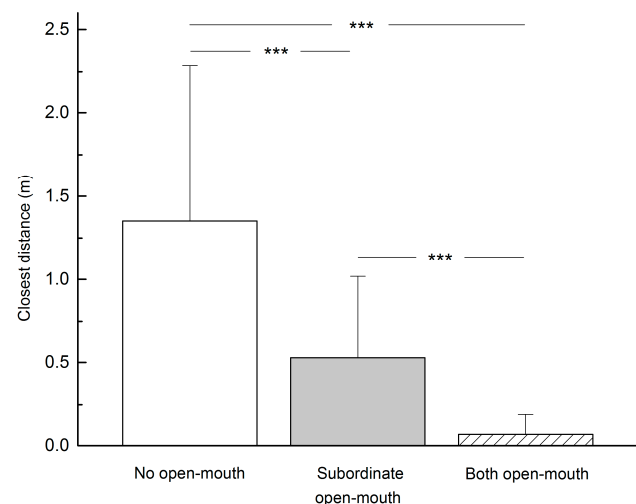 2.5
2.0
1.5
1.0
0.5
0.0
Closest distance (m)
***
***
***
No open-mouth
Subordinate
open-mouth
Both open-mouth